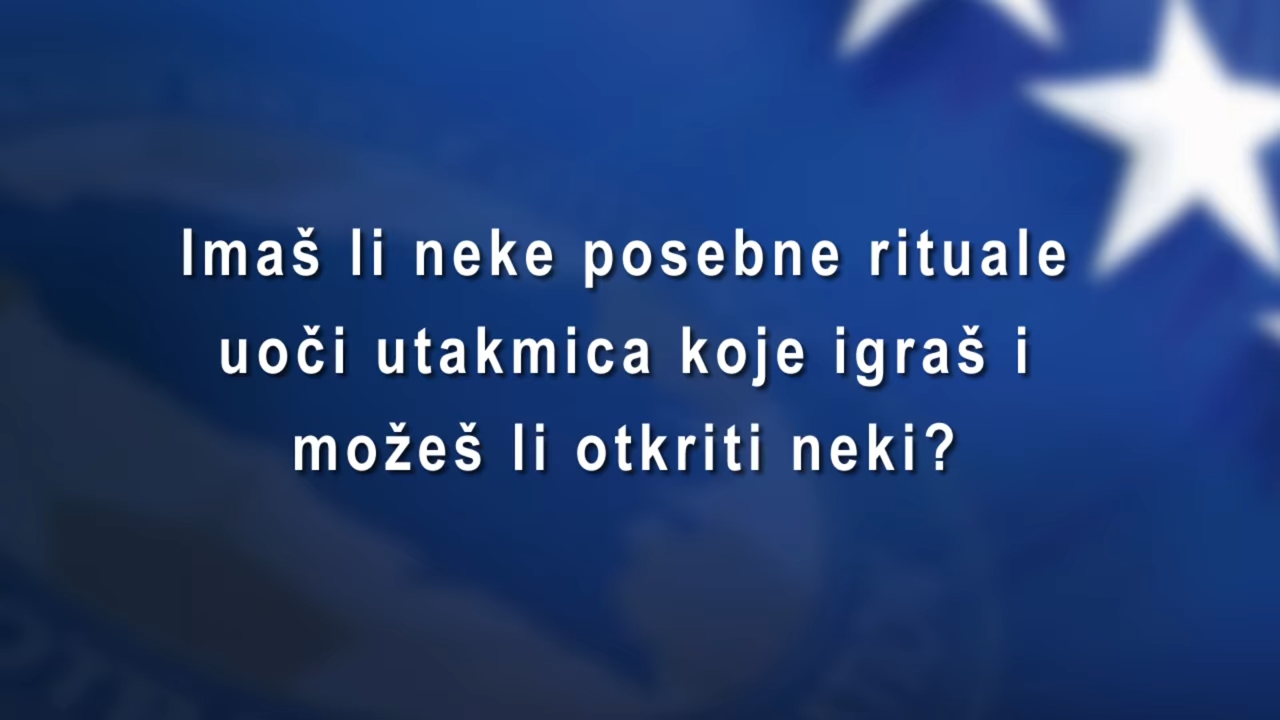 Imaš li neke posebne rituale
uoči utakmica koje igraš i
možeš li otkriti neki?